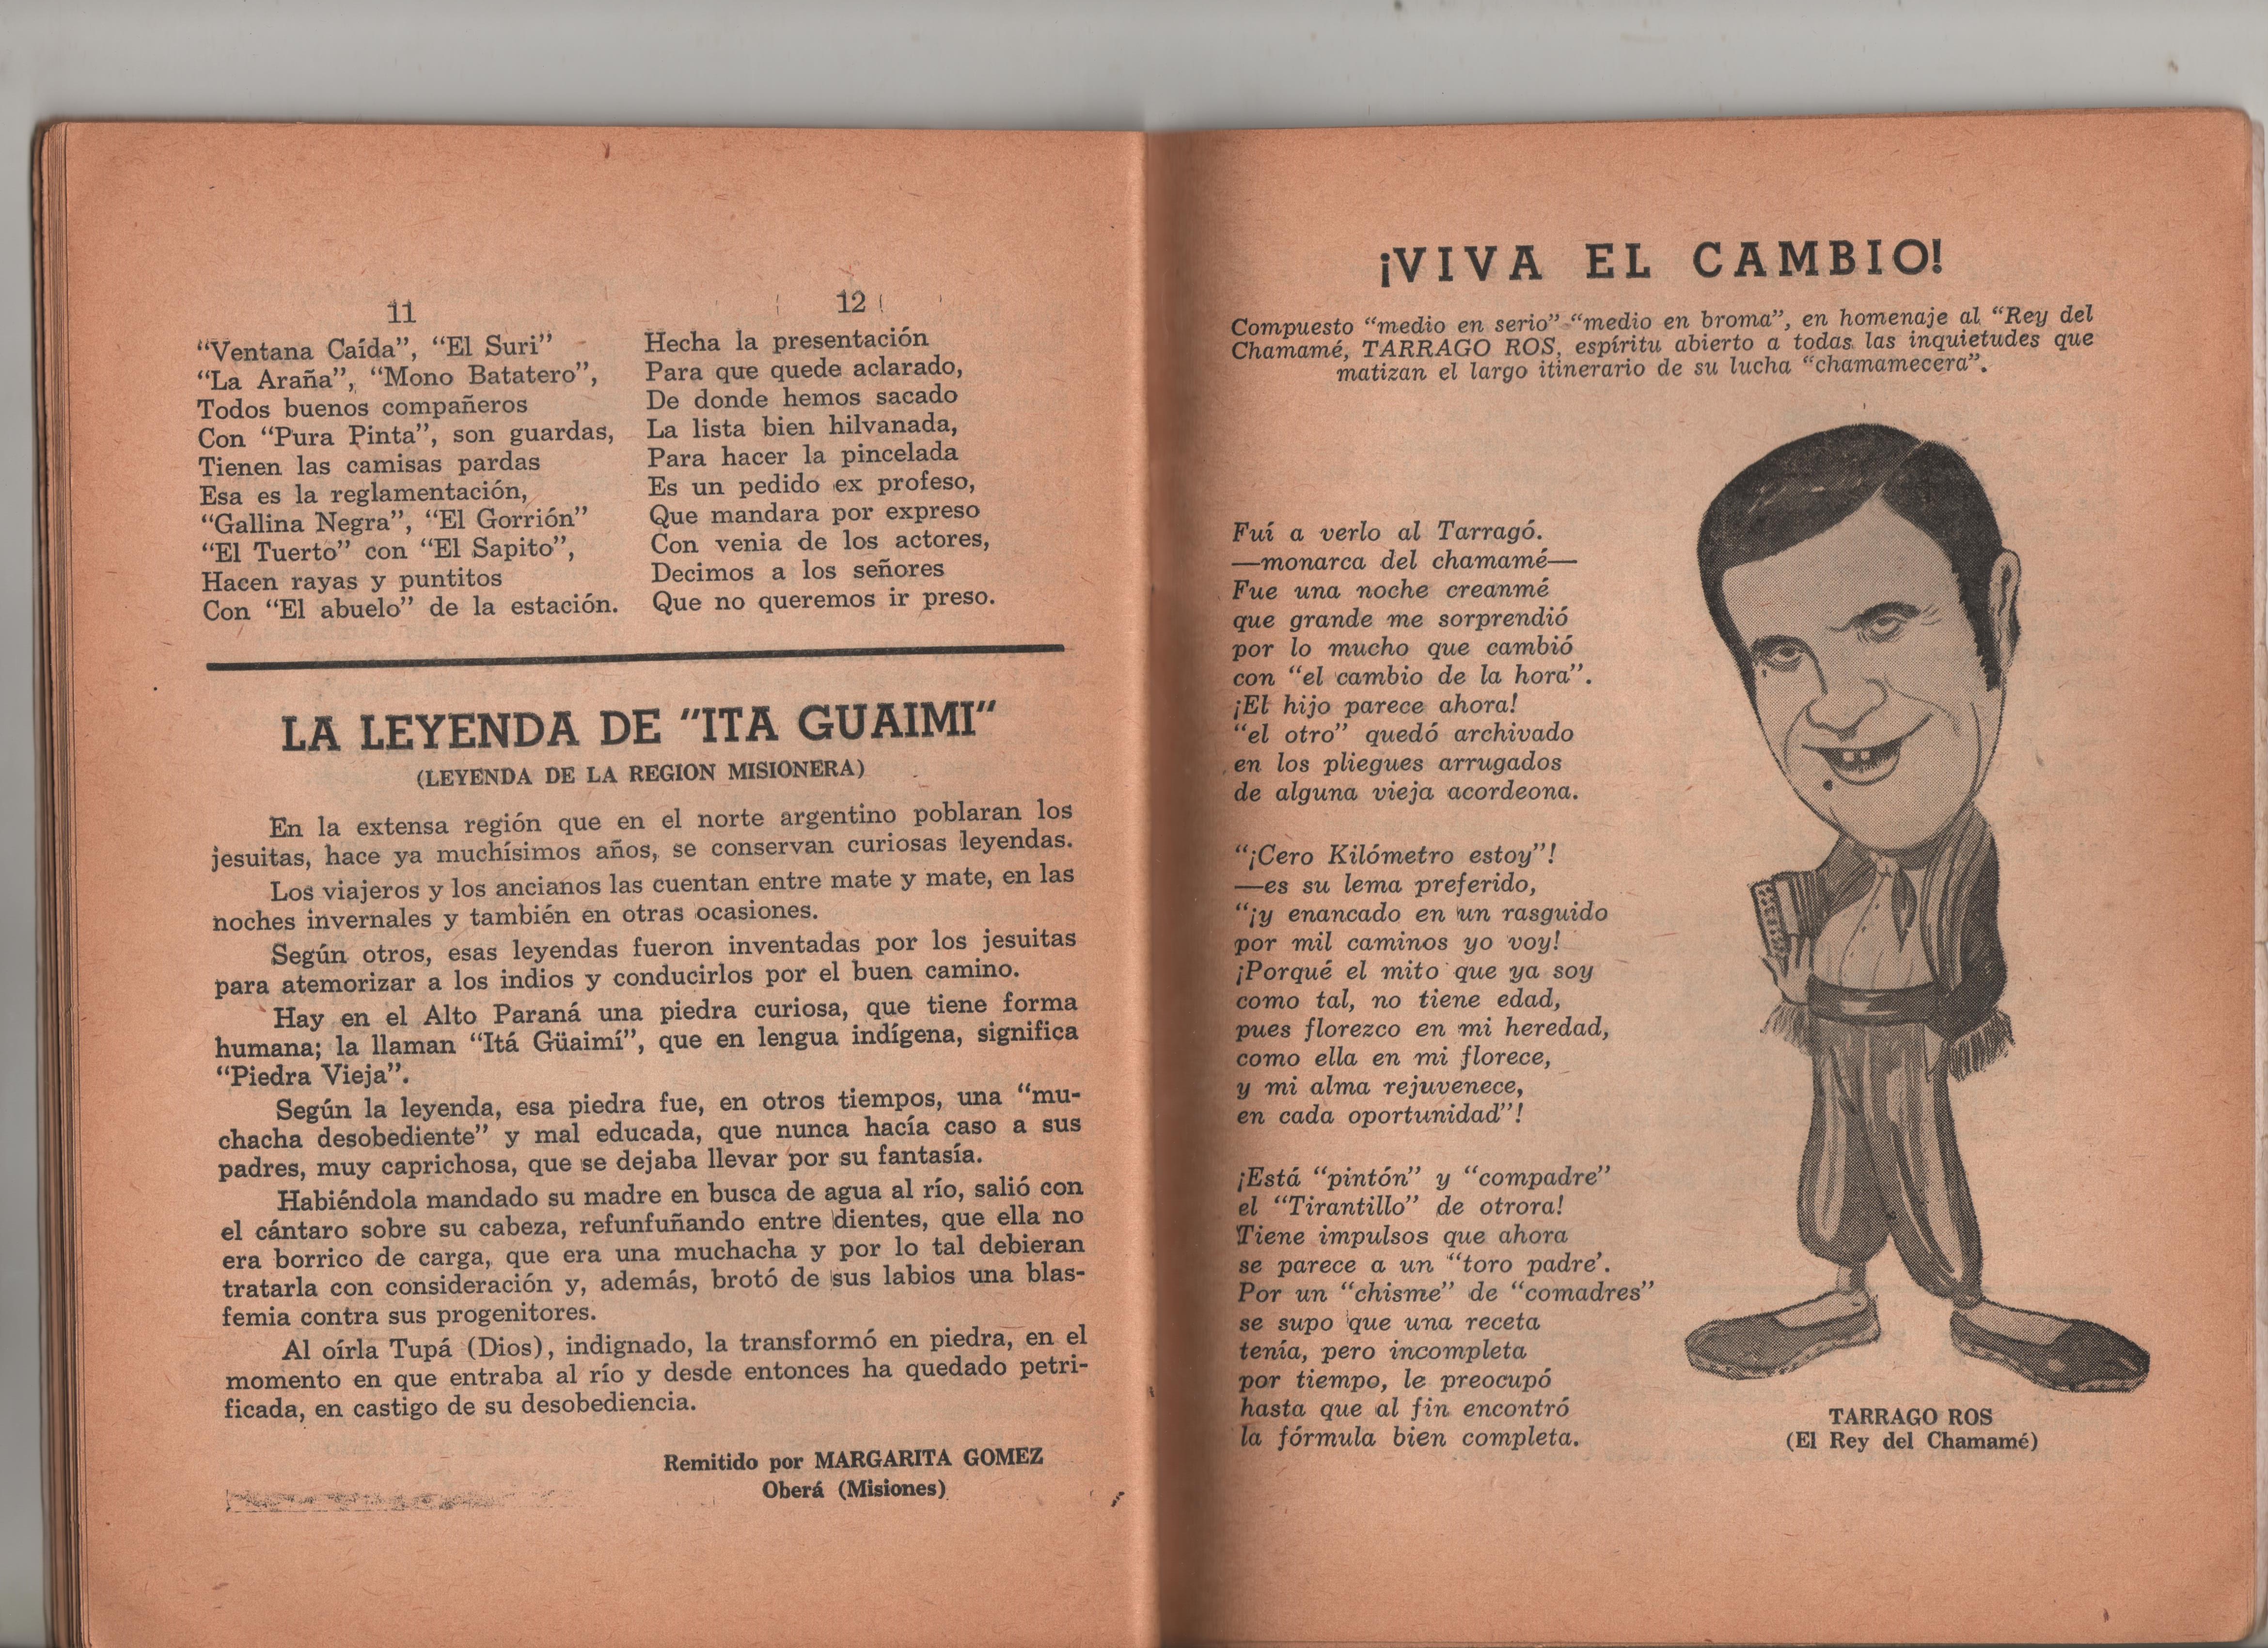 11
“Ventana Caída”, “El Suri”
“La Araña”, “Mono Batatero”,
Todos buenos compañeros
Con “Pura Pinta”, son guardas,
Tienen las camisas pardas
Esa es la reglamentación,
“Gallina Negra”, “El Gorrión”
“El Tuerto” con “El Sapito”,
Hacen rayas y puntitos
Con “El abuelo” de la estación.
12
Hecha la presentación
Para que quede aclarado,
De donde hemos sacado
La lista bien hilvanada,
Para hacer la pincelada
Es un pedido ex profeso,
Que mandara por expreso
Con venia de los actores,
Decimos a los señores
Que no queremos ir preso.
LA LEYENDA DE "ITA GUAIMI"
(LEYENDA DE LA REGION MISIONERA)
En la extensa región que en el norte argentino poblaran los
jesuitas, hace ya muchísimos años, se conservan curiosas leyendas.
Los viajeros y los ancianos las cuentan entre mate y mate, en las
noches invernales y también en otras ocasiones.
Según otros, esas leyendas fueron inventadas por los jesuitas
para atemorizar a los indios y conducirlos por el buen camino.
Hay en el Alto Paraná una piedra curiosa, que tiene forma
humana; la llaman “Itá Güaimí”, que en lengua indígena, significa
“Piedra Vieja”.
Según la leyenda, esa piedra fue, en otros tiempos, una “mu-
chacha desobediente” y mal educada, que nunca hacía caso a sus
padres, muy caprichosa, que se dejaba llevar por su fantasía.
Habiéndola mandado su madre en busca de agua al río, salió con
el cántaro sobre su cabeza, refunfuñando entre dientes, que ella no
era borrico de carga, que era una muchacha y por lo tal debieran
tratarla con consideración y, además, brotó de sus labios una blas-
femia contra sus progenitores.
Al oírla Tupá (Dios), indignado, la transformó en piedra, en el
momento en que entraba al río y desde entonces ha quedado petri-
ficada, en castigo de su desobediencia.
Remitido por MARGARITA GOMEZ
Oberá (Misiones)
¡VIVA EL CAMBIO!
Compuesto “medio en serio” “medio en broma”, en homenaje al “Rey del
Chamamé, TARRAGO ROS, espíritu abierto a todas las inquietudes que
matizan el largo itinerario de su lucha “chamamecera”.
Fuí a verlo al Tarragó.
—monarca del chamamé—
Fue una noche creanmé
que grande me sorprendió
por lo mucho que cambió
con “el cambio de la hora”.
¡El hijo parece ahora!
“el otro” quedó archivado
en los pliegues arrugados
de alguna vieja acordeona.
“¡Cero Kilómetro estoy”!
—es su lema preferido,
“¡y enancado en un rasguido
por mil caminos yo voy!
¡Porqué el mito que ya soy
como tal, no tiene edad,
pues florezco en mi heredad,
como ella en mi florece,
y mi alma rejuvenece,
en cada oportunidad”!
¡Está “pintón” y “compadre”
el “Tirantillo” de otrora!
Tiene impulsos que ahora
se parece a un “toro padre’.
Por un “chisme” de “comadres”
se supo que una receta
tenía, pero incompleta
por tiempo, le preocupó
hasta que al fin encontró
la fórmula bien completa.
TARRAGO ROS
(El Rey del Chamamé)